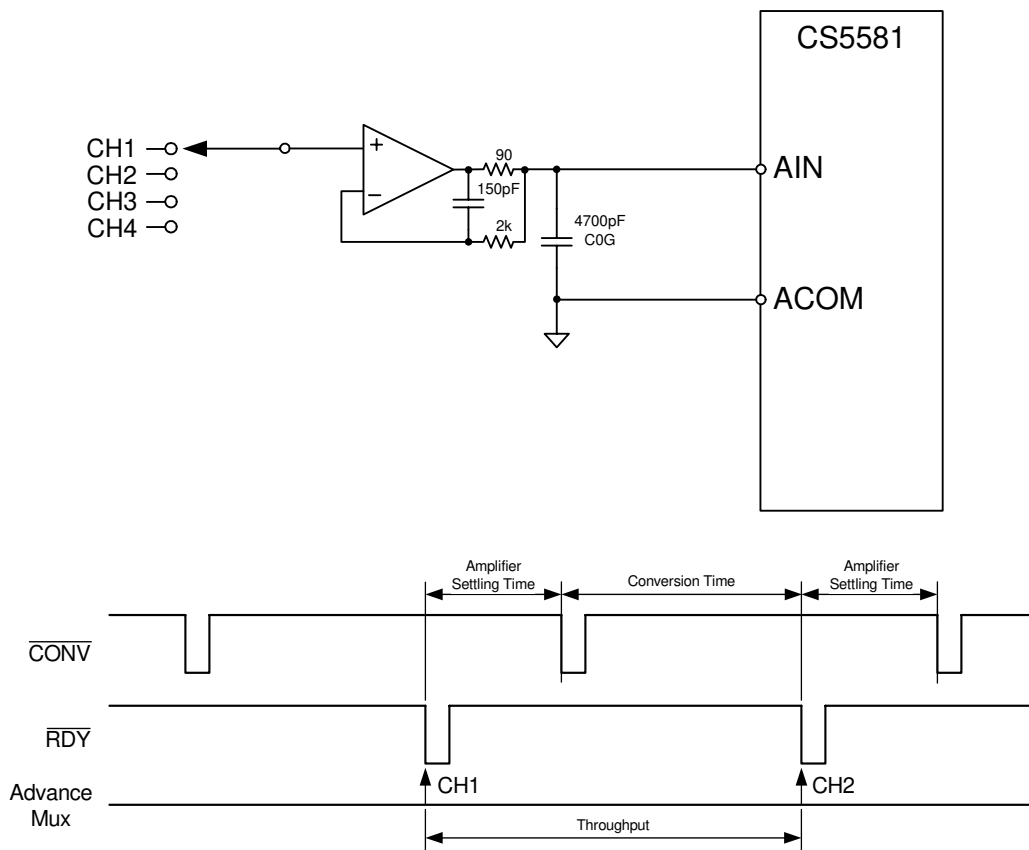 CS5581
CH1
CH2
CH3
CH4
+
−
90
150pF
2k
4700pF
C0G
AIN
ACOM
Amplifier
Settling Time
Conversion Time
Amplifier
Settling Time
CONV
RDY
Advance
Mux
CH1
CH2
Throughput